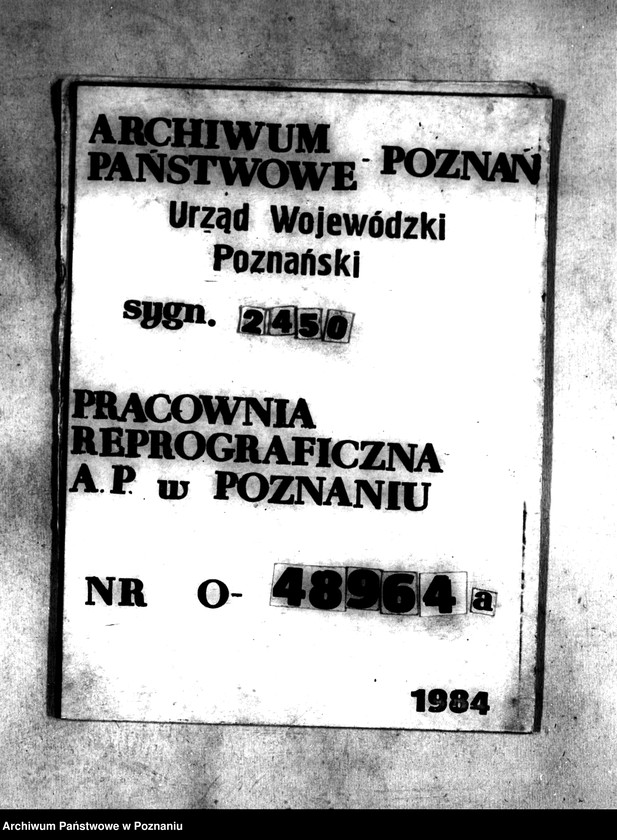 ARCHIWUM
PAŃSTWOWE - POZNAŃ
Urząd Wojewódzki
Poznański
sygn. 2450
PRACOWNIA
REPROGRAFICZNA
A.P. w POZNANIU
NR O- 48964 a
1984
Archiwum Państwowe w Poznaniu